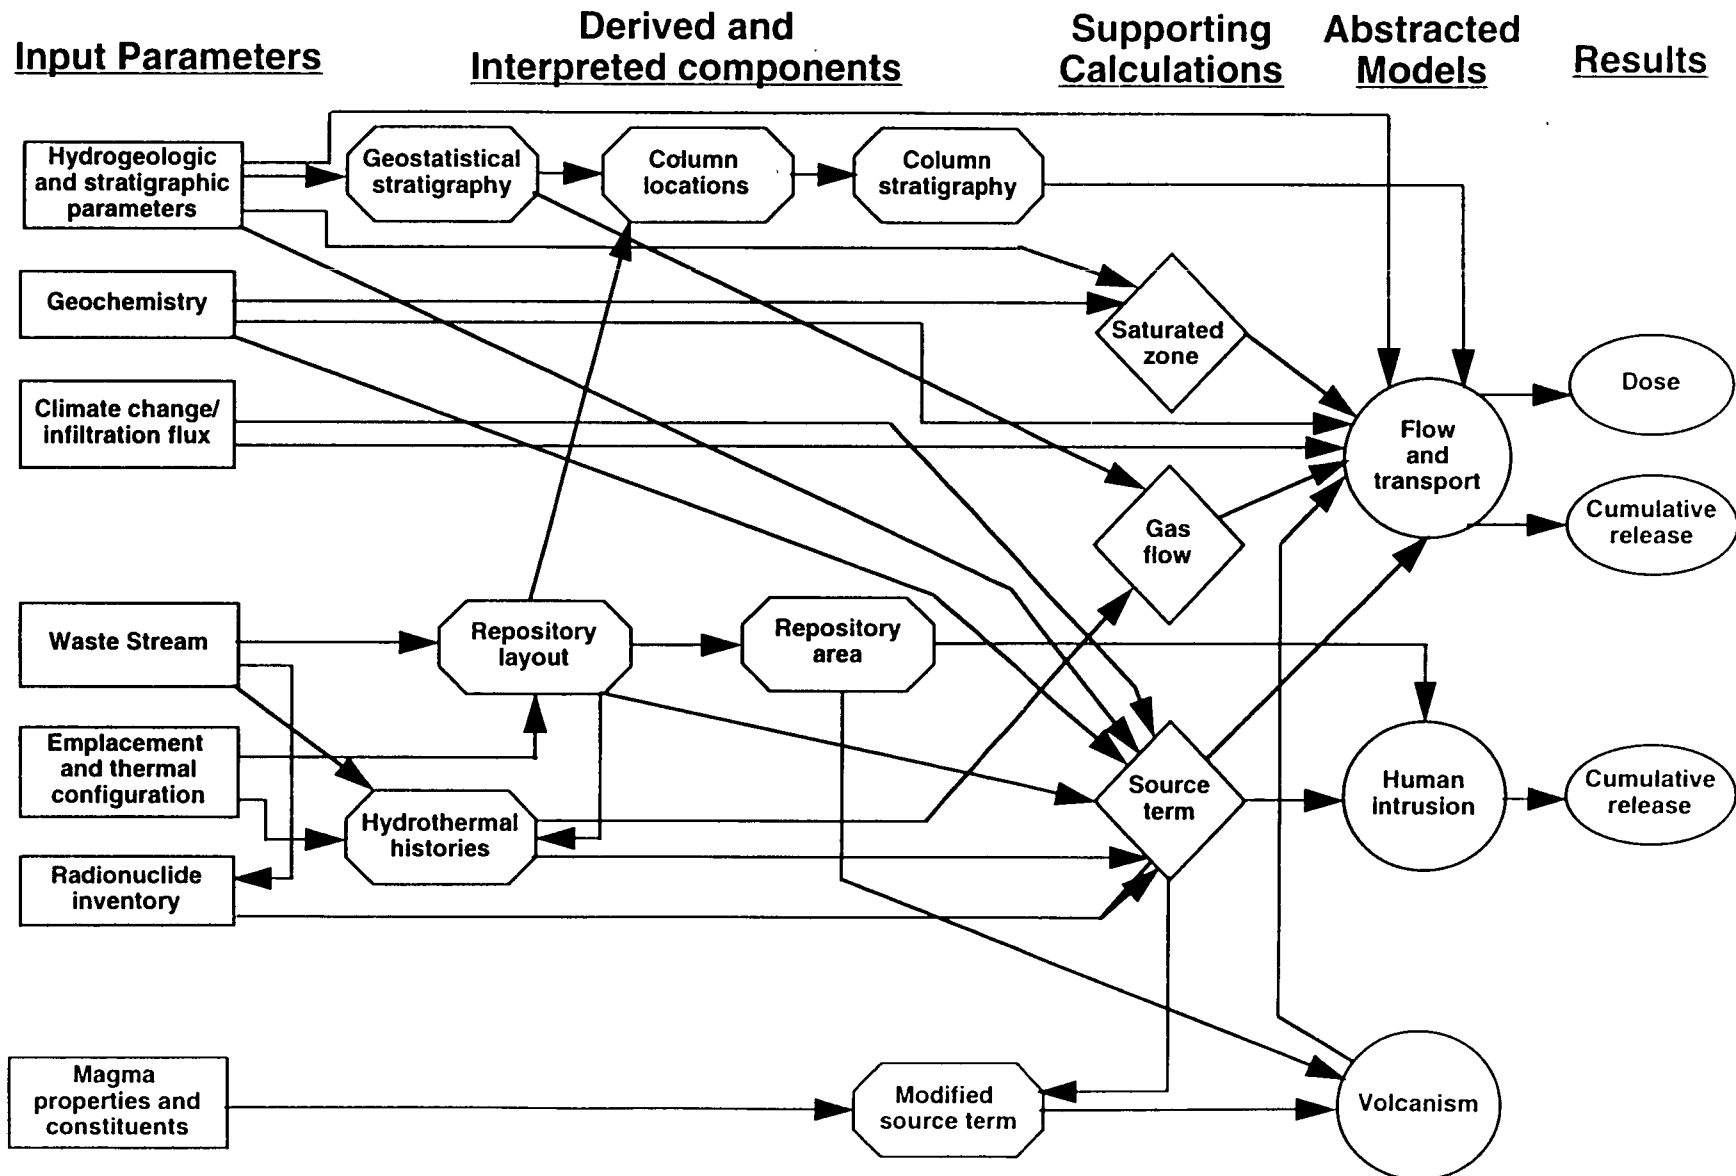 Input Parameters
Derived and
Interpreted components
Supporting
Calculations
Abstracted
Models
Results
Hydrogeologic
and stratigraphic
parameters
Geostatistical
stratigraphy
Column
locations
Column
stratigraphy
Geochemistry
Saturated
zone
Climate change/
infiltration flux
Flow
and
transport
Dose
Gas
flow
Cumulative
release
Waste Stream
Repository
layout
Repository
area
Emplacement
and thermal
configuration
Hydrothermal
histories
Source
term
Human
intrusion
Cumulative
release
Radionuclide
inventory
Magma
properties and
constituents
Modified
source term
Volcanism